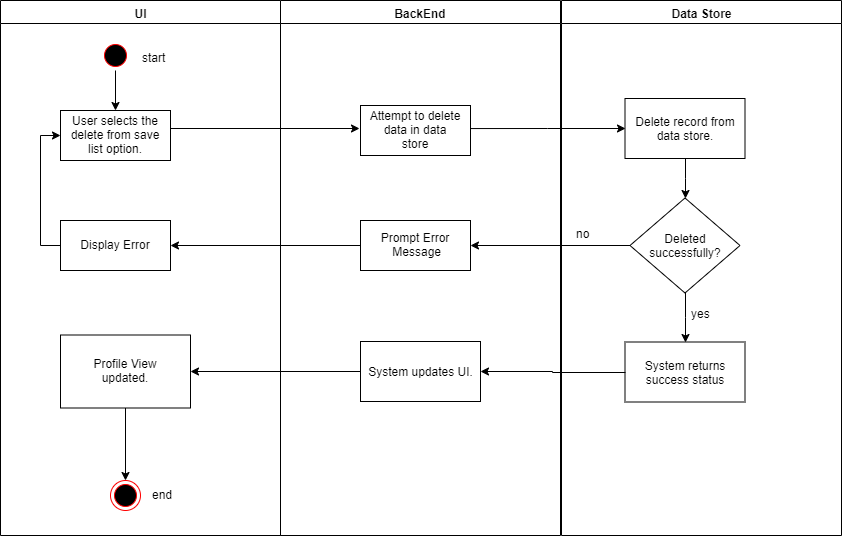 UI
BackEnd
Data Store
start
User selects the
delete from save
list option.
Attempt to delete
data in data
store
Delete record from
data store.
Display Error
Prompt Error
Message
no
Deleted
successfully?
yes
Profile View
updated.
System updates UI.
System returns
success status
end